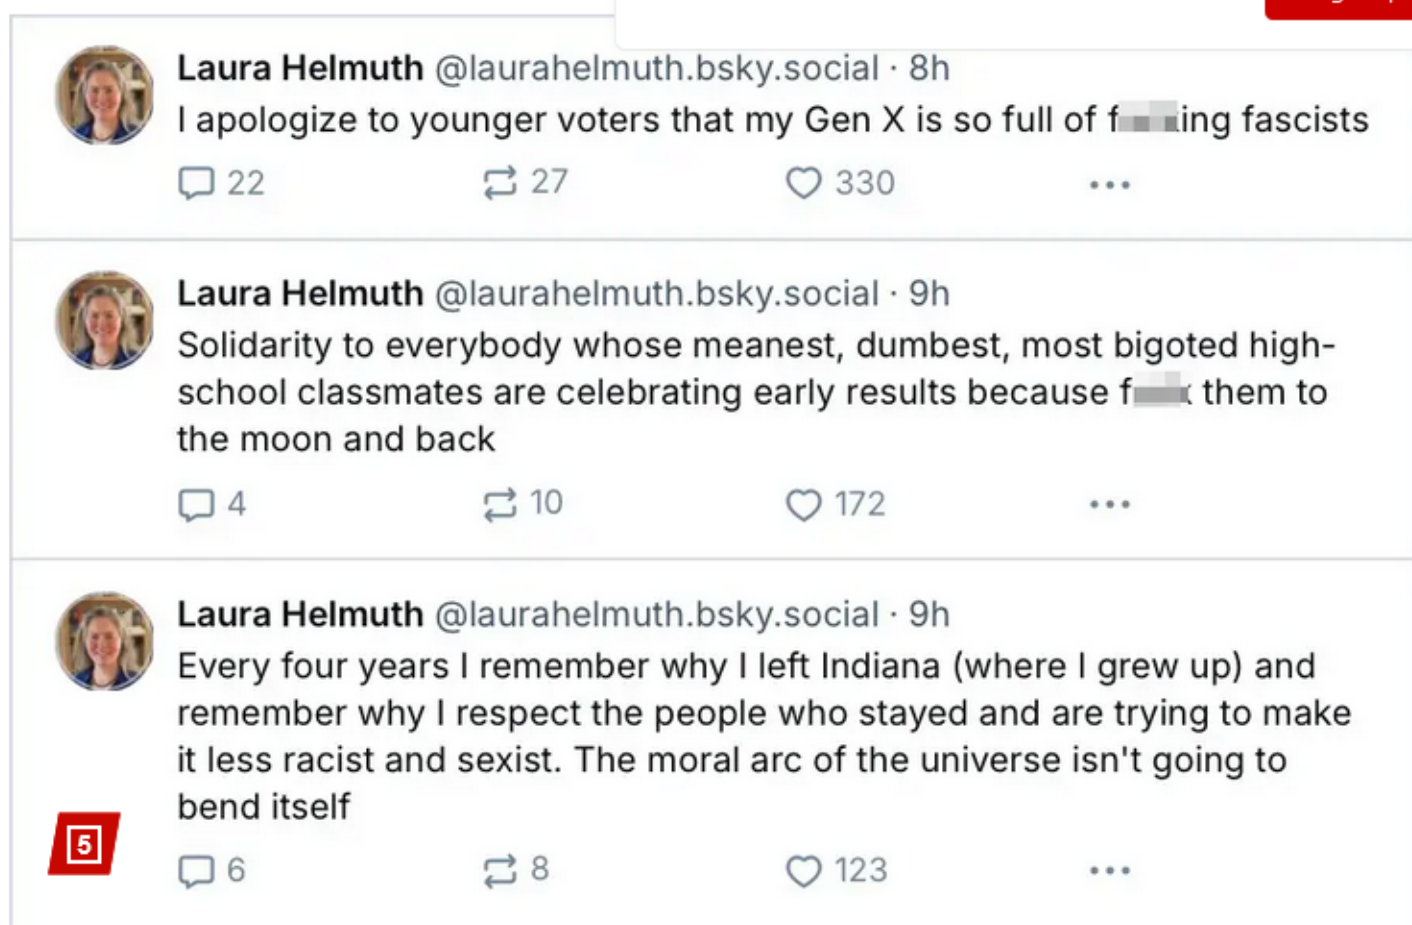 Laura Helmuth @laurahelmuth.bsky.social · 8h
I apologize to younger voters that my Gen X is so full of f ing fascists
22 27 330
Laura Helmuth @laurahelmuth.bsky.social · 9h
Solidarity to everybody whose meanest, dumbest, most bigoted high-
school classmates are celebrating early results because f them to
the moon and back
4 10 172
Laura Helmuth @laurahelmuth.bsky.social · 9h
Every four years I remember why I left Indiana (where I grew up) and
remember why I respect the people who stayed and are trying to make
it less racist and sexist. The moral arc of the universe isn't going to
bend itself
5
6 8 123